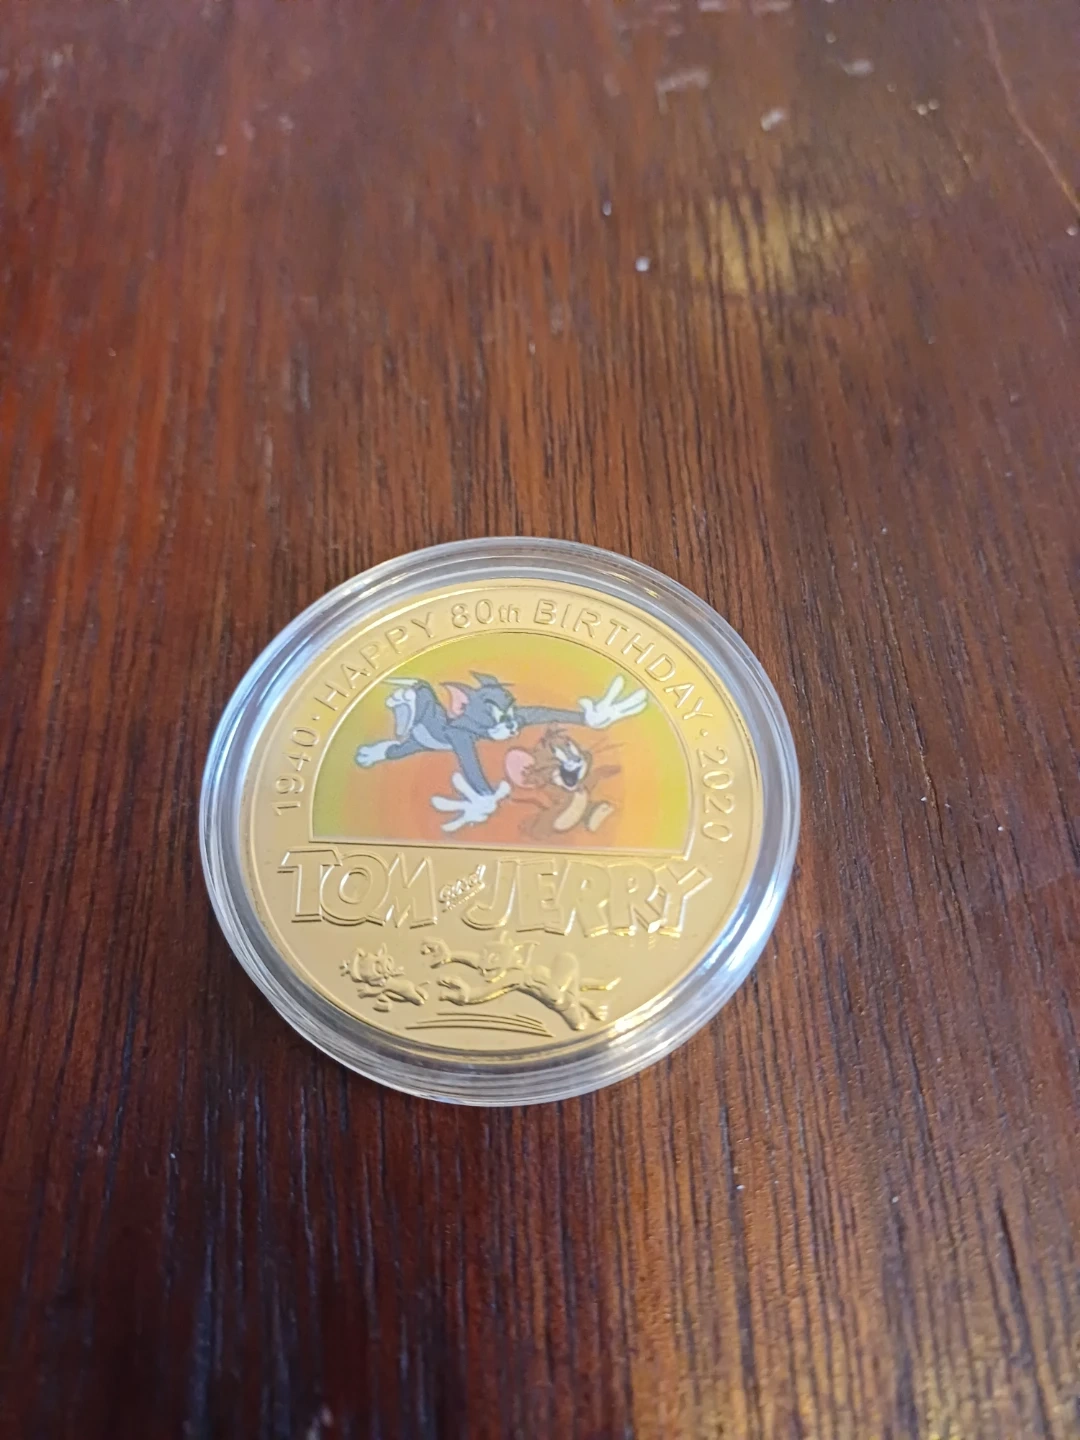 1940 · HAPPY 80th BIRTHDAY · 2020
TOM and JERRY